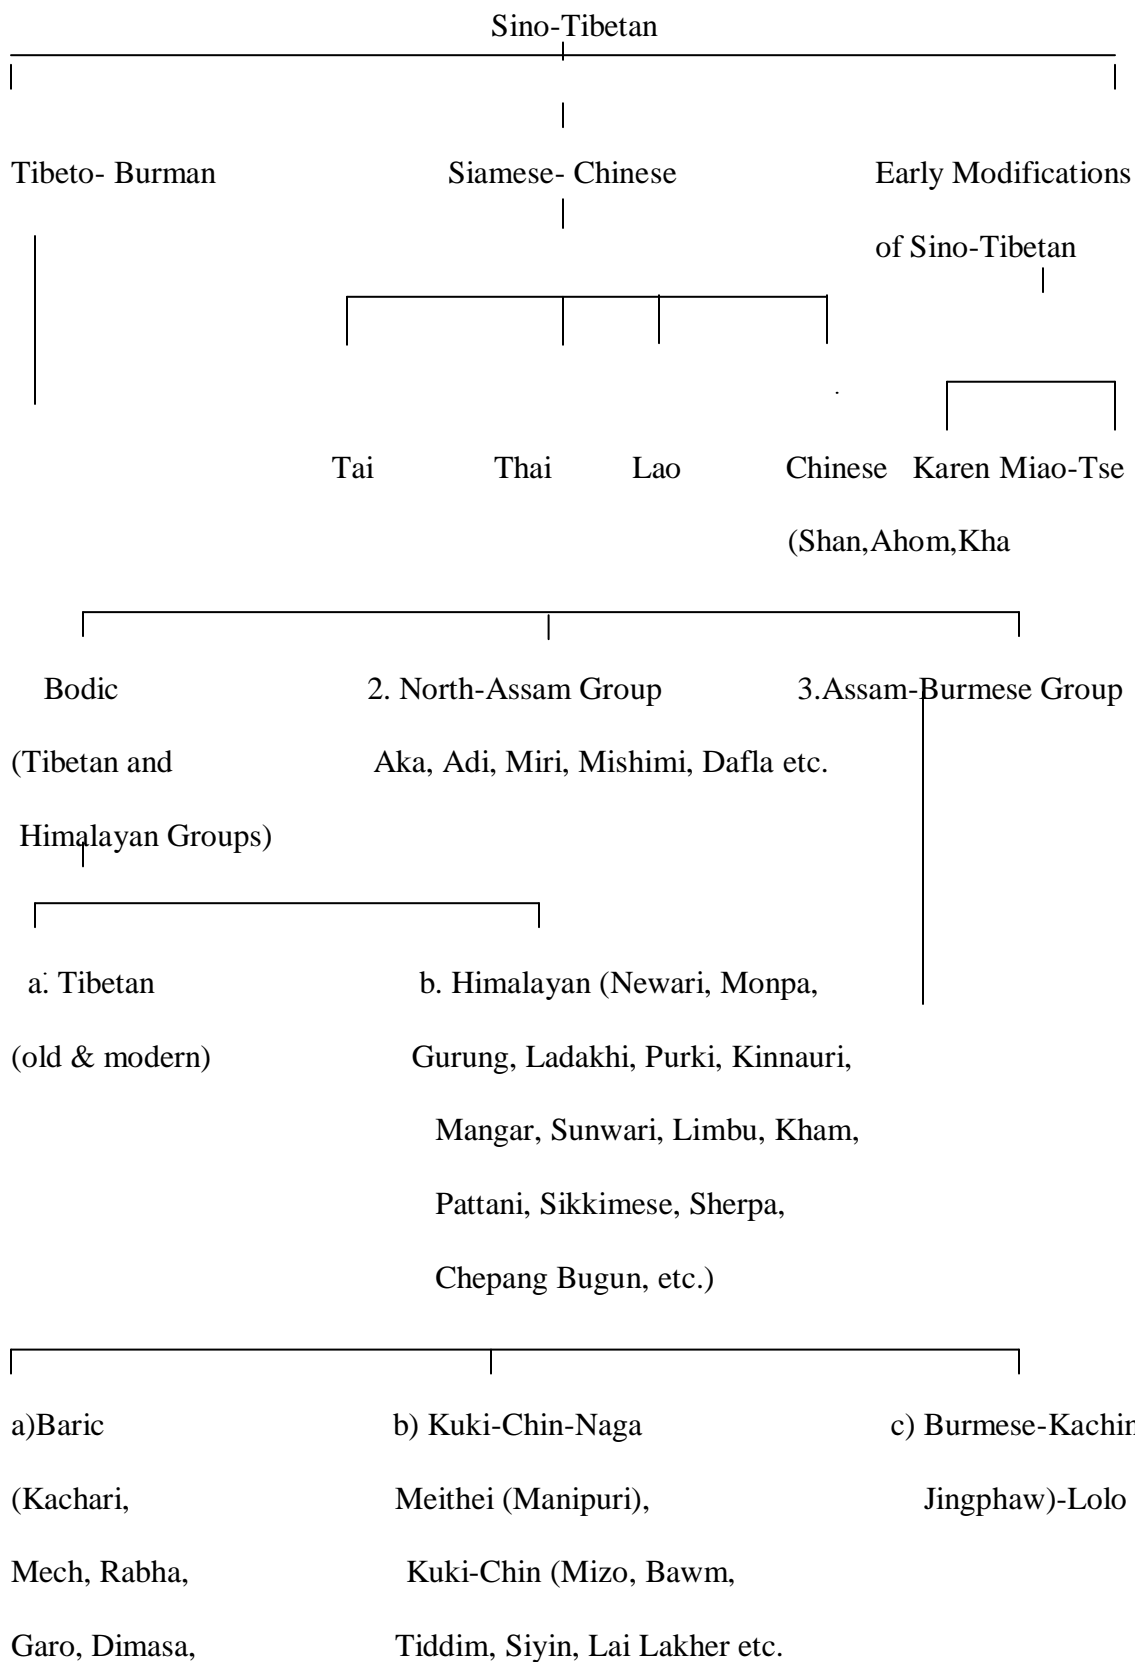 Sino-Tibetan
Tibeto- Burman Siamese- Chinese Early Modifications
of Sino-Tibetan
Tai Thai Lao Chinese Karen Miao-Tse
(Shan,Ahom,Kha
Bodic 2. North-Assam Group 3.Assam-Burmese Group
(Tibetan and Aka, Adi, Miri, Mishimi, Dafla etc.
Himalayan Groups)
a. Tibetan b. Himalayan (Newari, Monpa,
(old & modern) Gurung, Ladakhi, Purki, Kinnauri,
Mangar, Sunwari, Limbu, Kham,
Pattani, Sikkimese, Sherpa,
Chepang Bugun, etc.)
a)Baric b) Kuki-Chin-Naga c) Burmese-Kachin
(Kachari, Meithei (Manipuri), Jingphaw)-Lolo
Mech, Rabha, Kuki-Chin (Mizo, Bawm,
Garo, Dimasa, Tiddim, Siyin, Lai Lakher etc.